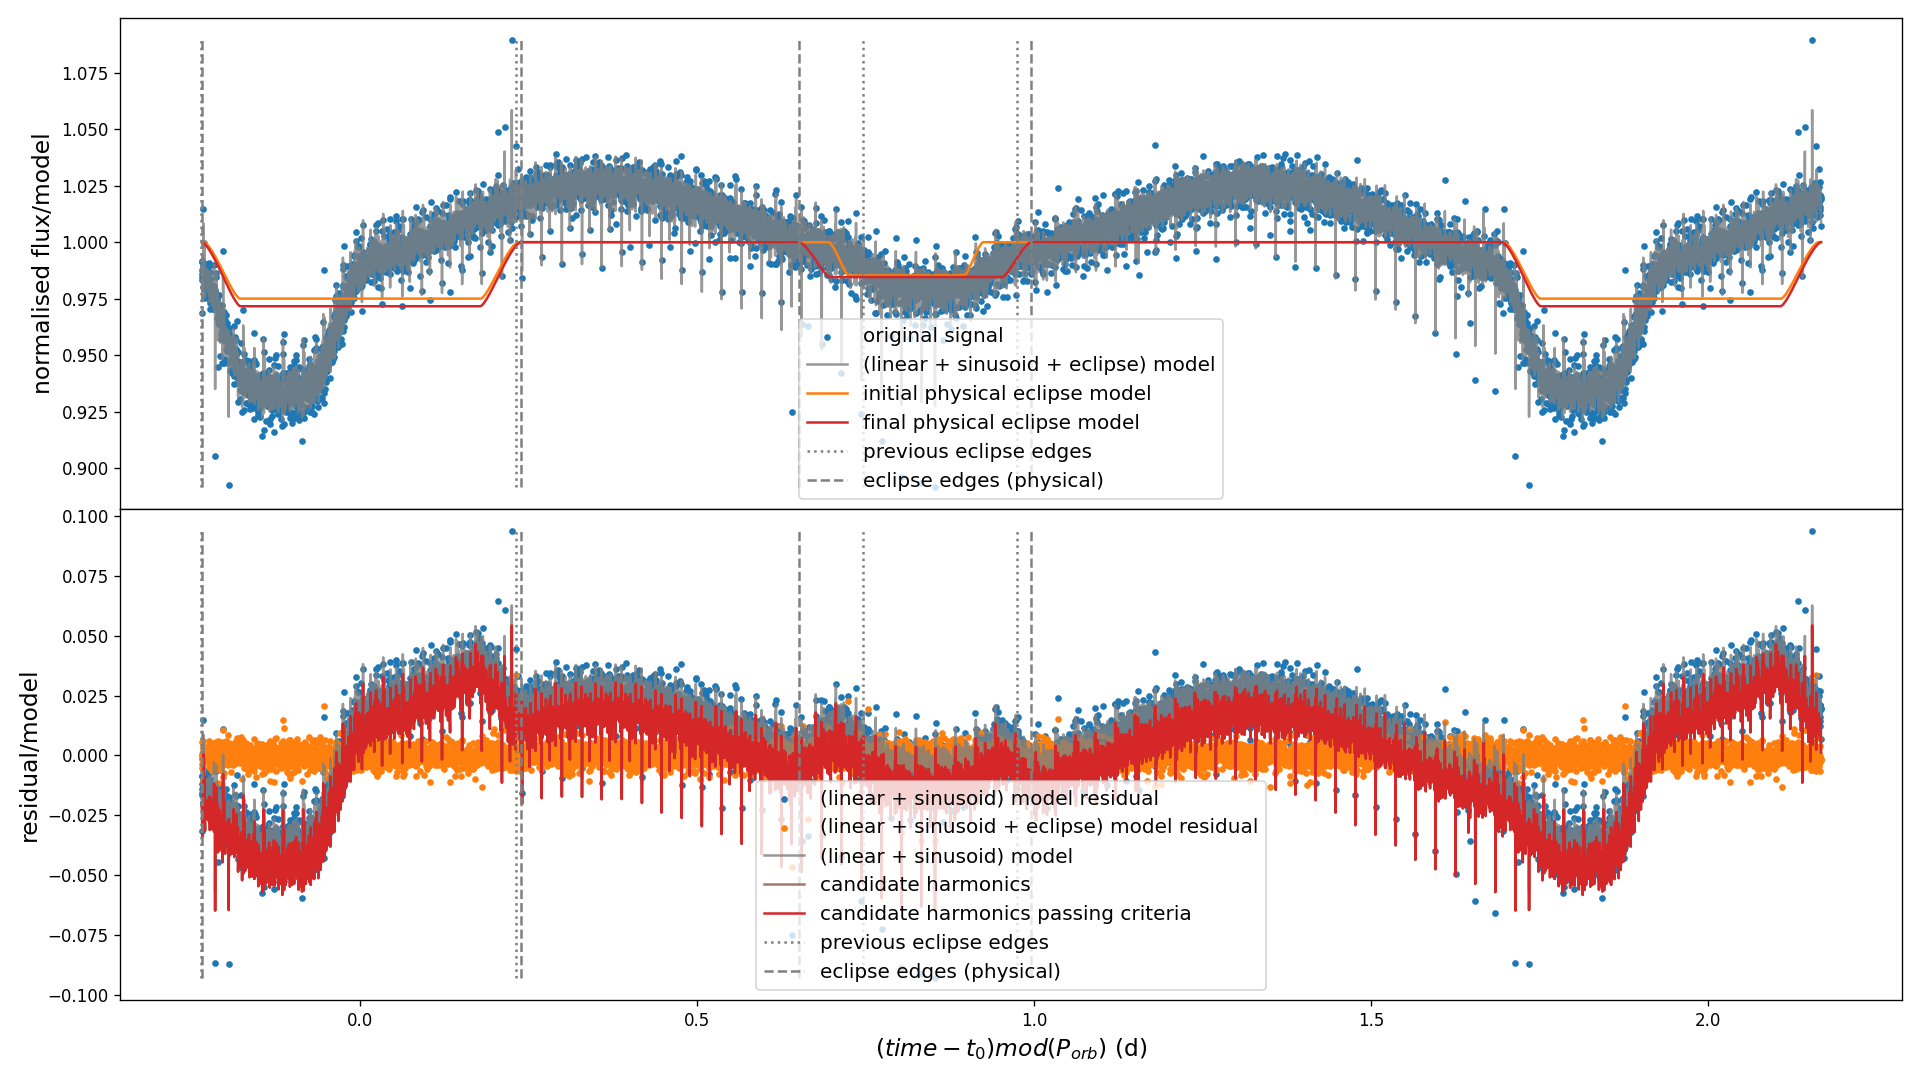 normalised flux/model
1.075
1.050
1.025
1.000
0.975
0.950
0.925
0.900
original signal
(linear + sinusoid + eclipse) model
initial physical eclipse model
final physical eclipse model
previous eclipse edges
eclipse edges (physical)
residual/model
0.100
0.075
0.050
0.025
0.000
−0.025
−0.050
−0.075
−0.100
(linear + sinusoid) model residual
(linear + sinusoid + eclipse) model residual
(linear + sinusoid) model
candidate harmonics
candidate harmonics passing criteria
previous eclipse edges
eclipse edges (physical)
0.0 0.5 1.0 1.5 2.0
(time − t₀)mod(P_orb) (d)